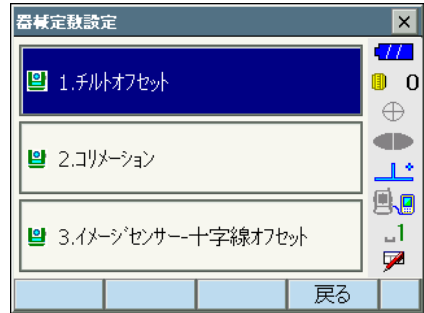 器械定数設定
1.チルトオフセット
0
2.コリメーション
3.イメージセンサー-十字線オフセット
1
戻る